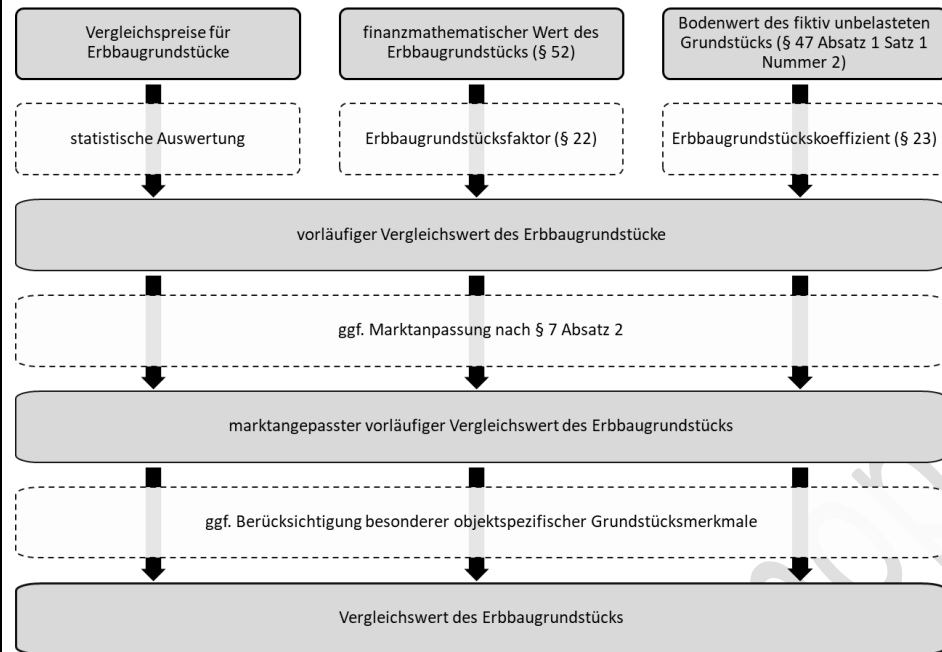 Vergleichspreise für
Erbbaugrundstücke
finanzmathematischer Wert des
Erbbaugrundstücks (§ 52)
Bodenwert des fiktiv unbelasteten
Grundstücks (§ 47 Absatz 1 Satz 1
Nummer 2)
statistische Auswertung
Erbbaugrundstücksfaktor (§ 22)
Erbbaugrundstückskoeffizient (§ 23)
vorläufiger Vergleichswert des Erbbaugrundstücke
ggf. Marktanpassung nach § 7 Absatz 2
marktangepasster vorläufiger Vergleichswert des Erbbaugrundstücks
ggf. Berücksichtigung besonderer objektspezifischer Grundstücksmerkmale
Vergleichswert des Erbbaugrundstücks